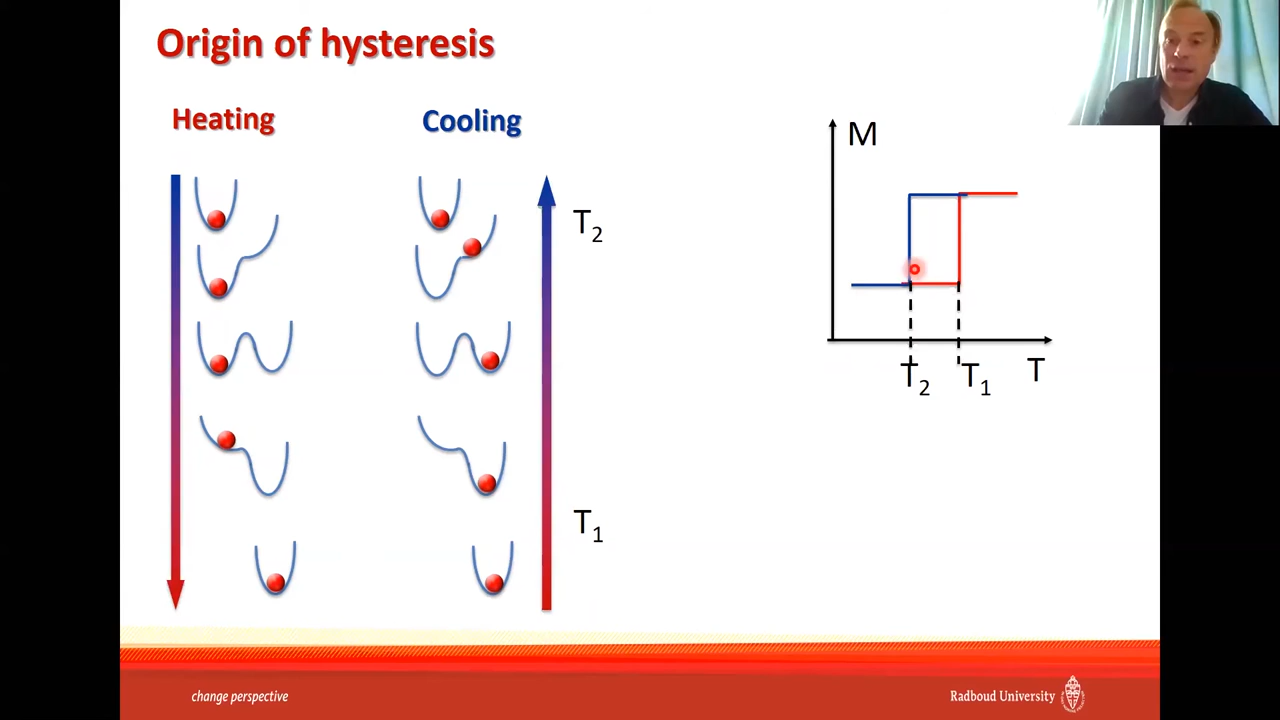 Origin of hysteresis
Heating
Cooling
T2
T1
M
T2
T1
T
change perspective
Radboud University